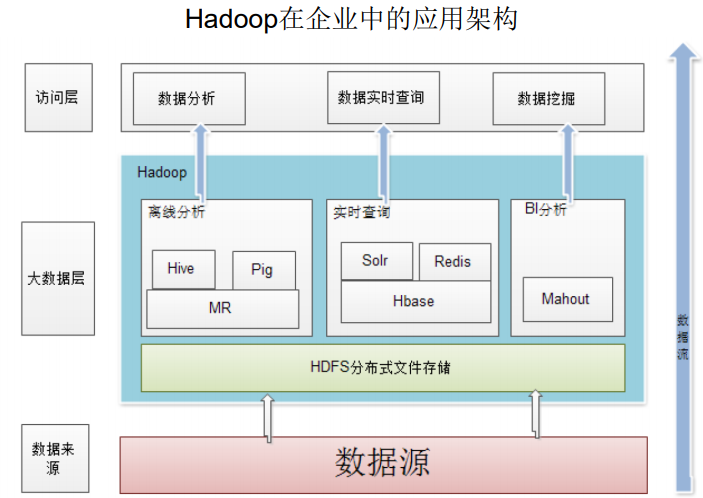 Hadoop在企业中的应用架构
访问层
数据分析
数据实时查询
数据挖掘
Hadoop
大数据层
离线分析
Hive
Pig
MR
实时查询
Solr
Redis
Hbase
BI分析
Mahout
HDFS分布式文件存储
数据来
源
数据源
数
据
流